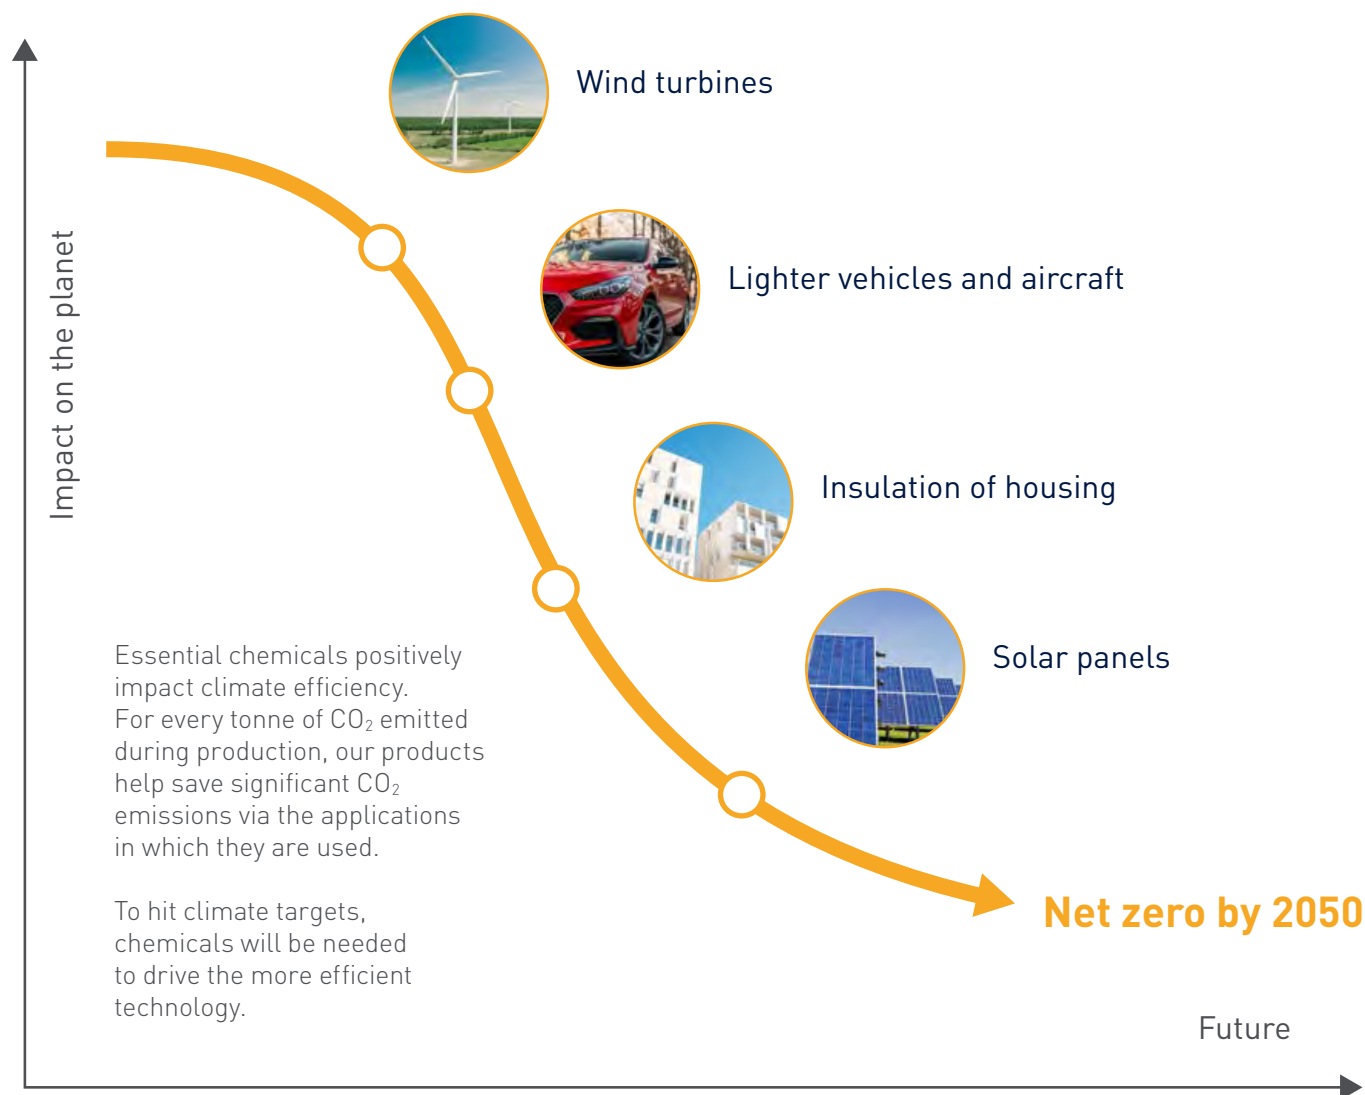 Wind turbines
Lighter vehicles and aircraft
Impact on the planet
Insulation of housing
Solar panels
Essential chemicals positively
impact climate efficiency.
For every tonne of CO₂ emitted
during production, our products
help save significant CO₂
emissions via the applications
in which they are used.
To hit climate targets,
chemicals will be needed
to drive the more efficient
technology.
Net zero by 2050
Future